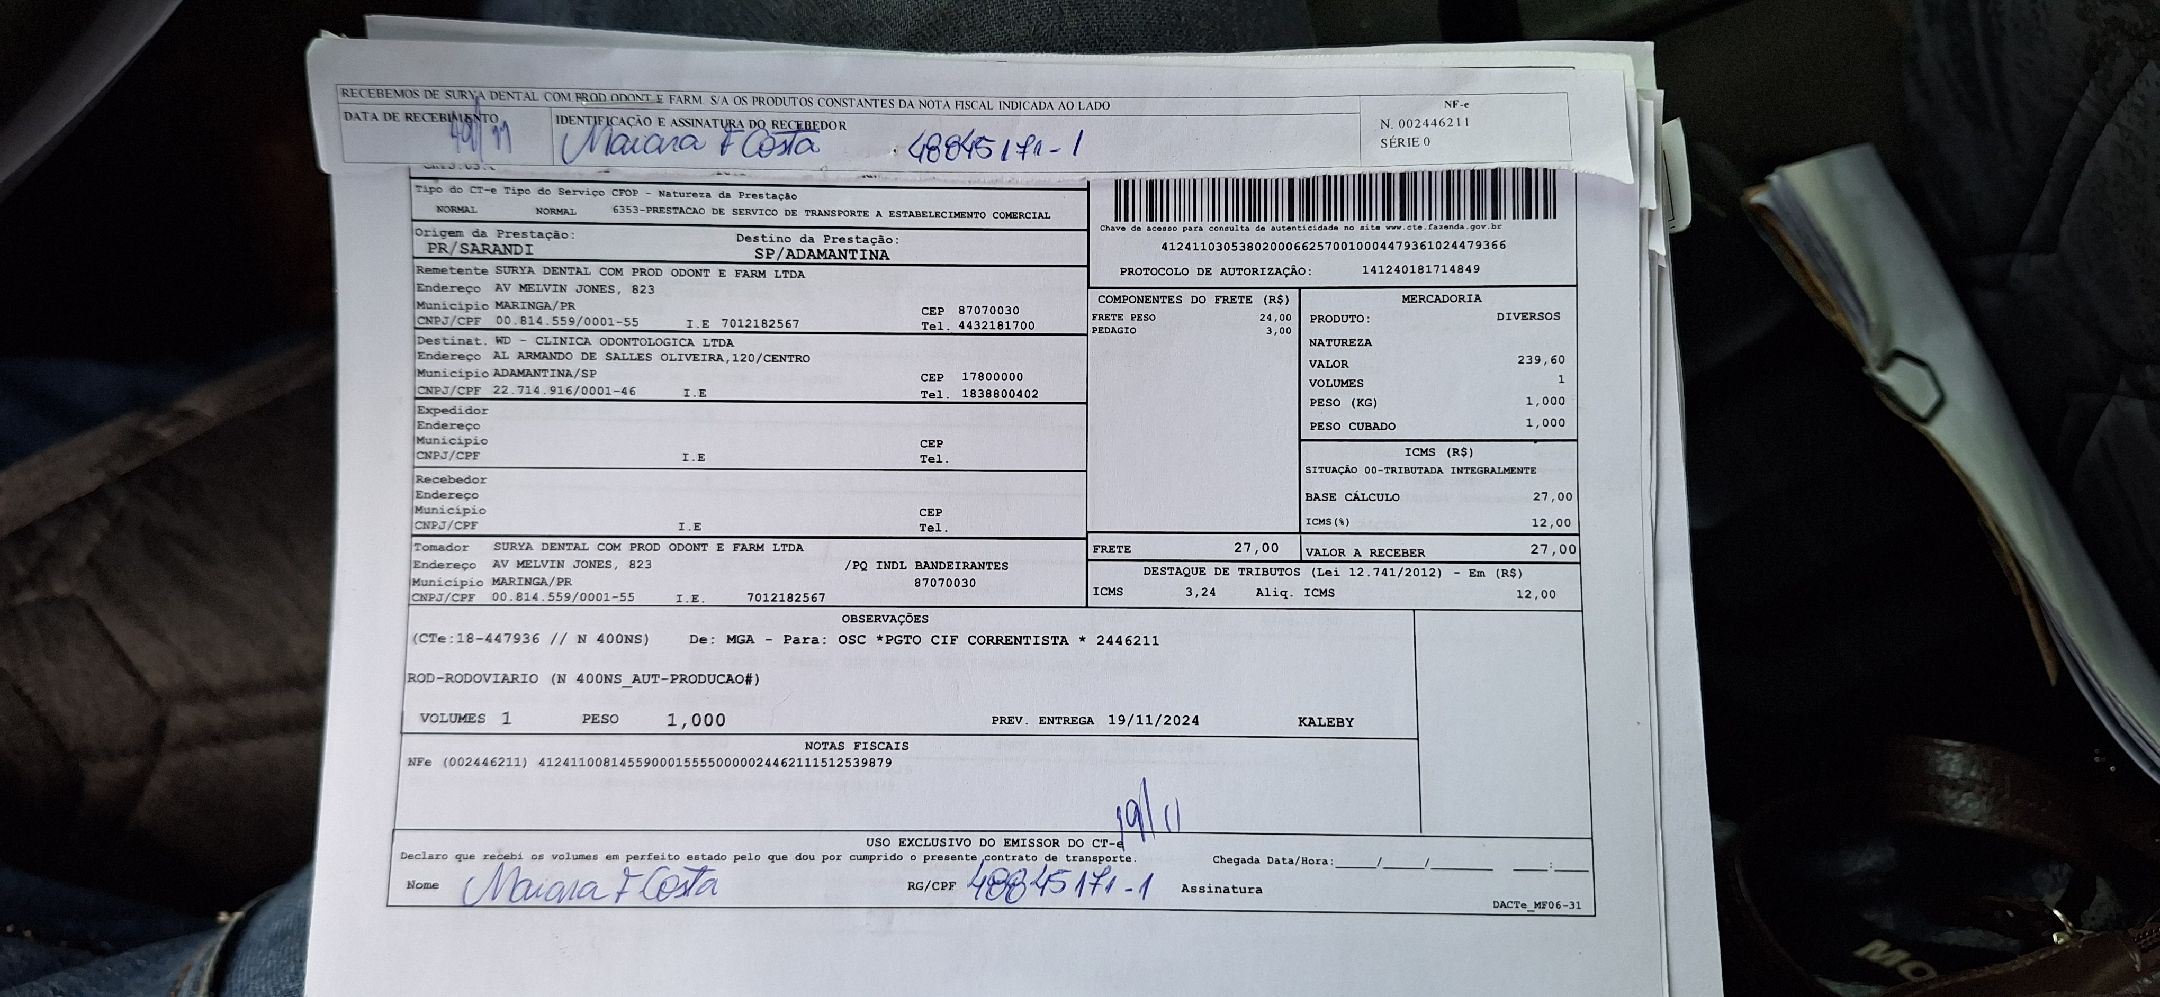 RECEBEMOS DE SURYA DENTAL COM PROD ODONT E FARM S/A OS PRODUTOS CONSTANTES DA NOTA FISCAL INDICADA AO LADO
DATA DE RECEBIMENTO
19/11
IDENTIFICAÇÃO E ASSINATURA DO RECEBEDOR
Maiara F Costa 48845171-1
NF-e
N. 002446211
SÉRIE 0
Tipo do CT-e Tipo do Serviço CFOP - Natureza da Prestação
NORMAL NORMAL 6353-PRESTACAO DE SERVICO DE TRANSPORTE A ESTABELECIMENTO COMERCIAL
Origem da Prestação: Destino da Prestação:
PR/SARANDI SP/ADAMANTINA
Chave de acesso para consulta de autenticidade no site www.cte.fazenda.gov.br
41241103053802000662570010004479361024479366
PROTOCOLO DE AUTORIZAÇÃO: 141240181714849
Remetente SURYA DENTAL COM PROD ODONT E FARM LTDA
Endereço AV MELVIN JONES, 823
Municipio MARINGA/PR CEP 87070030
CNPJ/CPF 00.814.559/0001-55 I.E 7012182567 Tel. 4432181700
Destinat. WD - CLINICA ODONTOLOGICA LTDA
Endereço AL ARMANDO DE SALLES OLIVEIRA,120/CENTRO
Municipio ADAMANTINA/SP CEP 17800000
CNPJ/CPF 22.714.916/0001-46 I.E Tel. 1838800402
Expedidor
Endereço
Municipio CEP
CNPJ/CPF I.E Tel.
Recebedor
Endereço
Municipio CEP
CNPJ/CPF I.E Tel.
Tomador SURYA DENTAL COM PROD ODONT E FARM LTDA
Endereço AV MELVIN JONES, 823 /PQ INDL BANDEIRANTES
Municipio MARINGA/PR 87070030
CNPJ/CPF 00.814.559/0001-55 I.E. 7012182567
COMPONENTES DO FRETE (R$)
FRETE PESO 24,00
PEDAGIO 3,00
MERCADORIA
PRODUTO: DIVERSOS
NATUREZA
VALOR 239,60
VOLUMES 1
PESO (KG) 1,000
PESO CUBADO 1,000
ICMS (R$)
SITUAÇÃO 00-TRIBUTADA INTEGRALMENTE
BASE CÁLCULO 27,00
ICMS(%) 12,00
FRETE 27,00 VALOR A RECEBER 27,00
DESTAQUE DE TRIBUTOS (Lei 12.741/2012) - Em (R$)
ICMS 3,24 Aliq. ICMS 12,00
OBSERVAÇÕES
(CTe:18-447936 // N 400NS) De: MGA - Para: OSC *PGTO CIF CORRENTISTA * 2446211
ROD-RODOVIARIO (N 400NS_AUT-PRODUCAO#)
VOLUMES 1 PESO 1,000 PREV. ENTREGA 19/11/2024 KALEBY
NOTAS FISCAIS
NFe (002446211) 41241100814559000155550000024462111512539879
19/11
USO EXCLUSIVO DO EMISSOR DO CT-e
Declaro que recebi os volumes em perfeito estado pelo que dou por cumprido o presente contrato de transporte. Chegada Data/Hora:____/____/______ ___:___
Nome Maiara F Costa RG/CPF 48845171-1 Assinatura
DACTe_MF06-31
MO